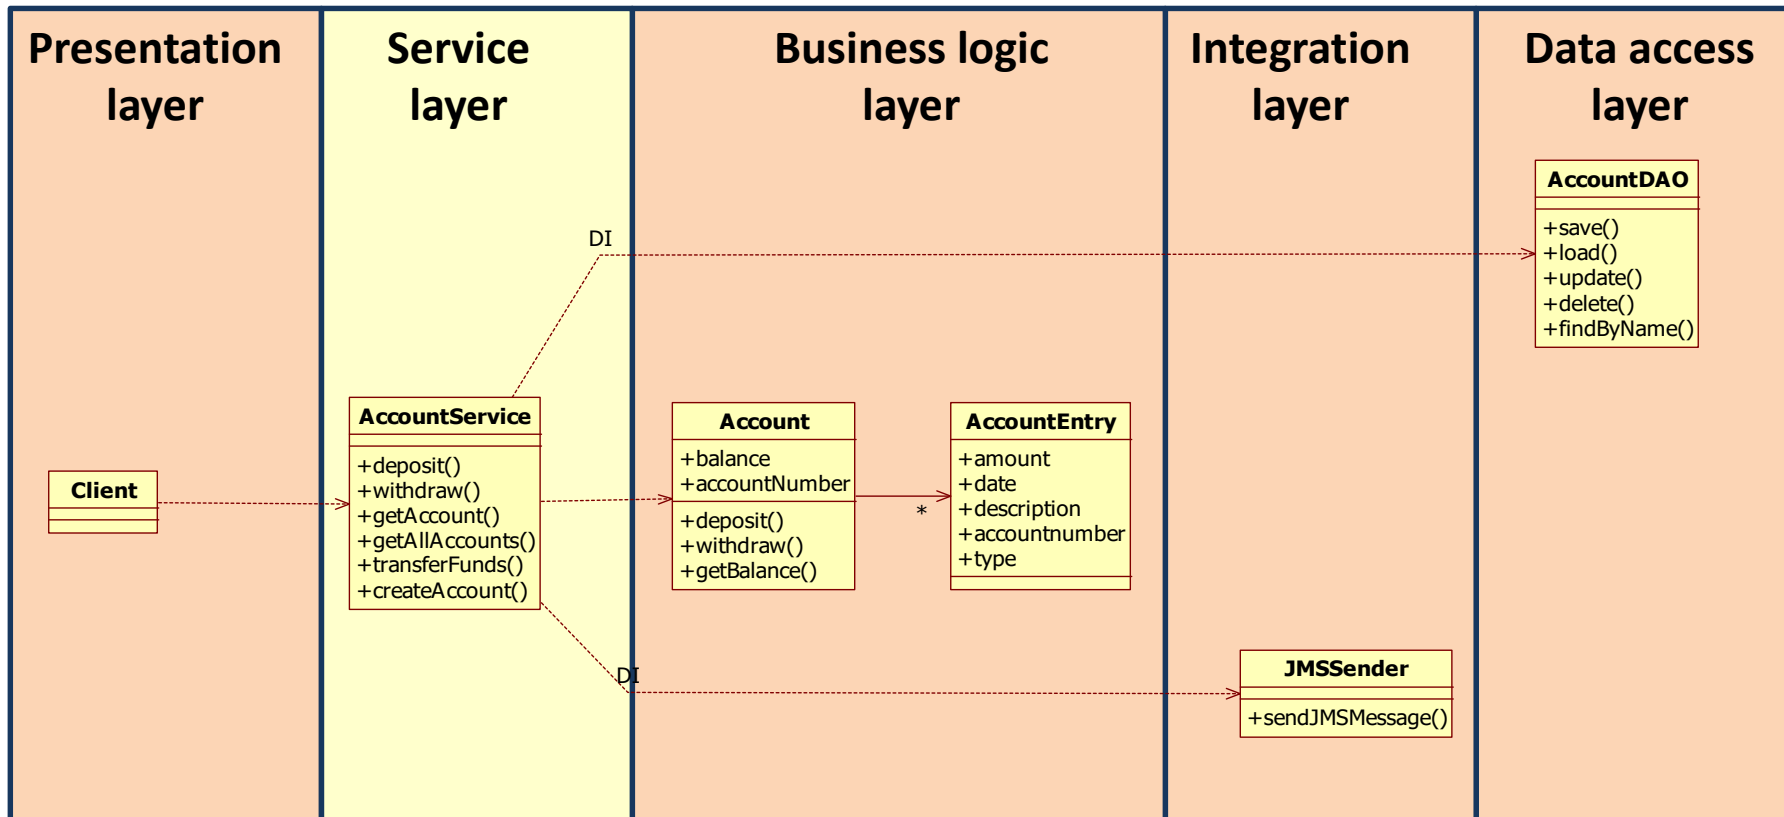 Presentation
layer
Service
layer
Business logic
layer
Integration
layer
Data access
layer
AccountDAO
+save()
+load()
+update()
+delete()
+findByName()
DI
AccountService
+deposit()
+withdraw()
+getAccount()
+getAllAccounts()
+transferFunds()
+createAccount()
Account
+balance
+accountNumber
+deposit()
+withdraw()
+getBalance()
*
AccountEntry
+amount
+date
+description
+accountnumber
+type
Client
DI
JMSSender
+sendJMSMessage()